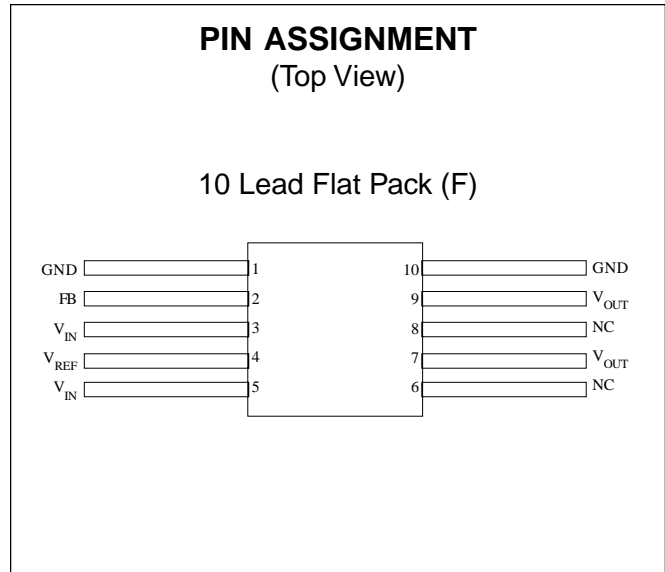 PIN ASSIGNMENT
(Top View)
10 Lead Flat Pack (F)
GND 1 10 GND
FB 2 9 VOUT
VIN 3 8 NC
VREF 4 7 VOUT
VIN 5 6 NC